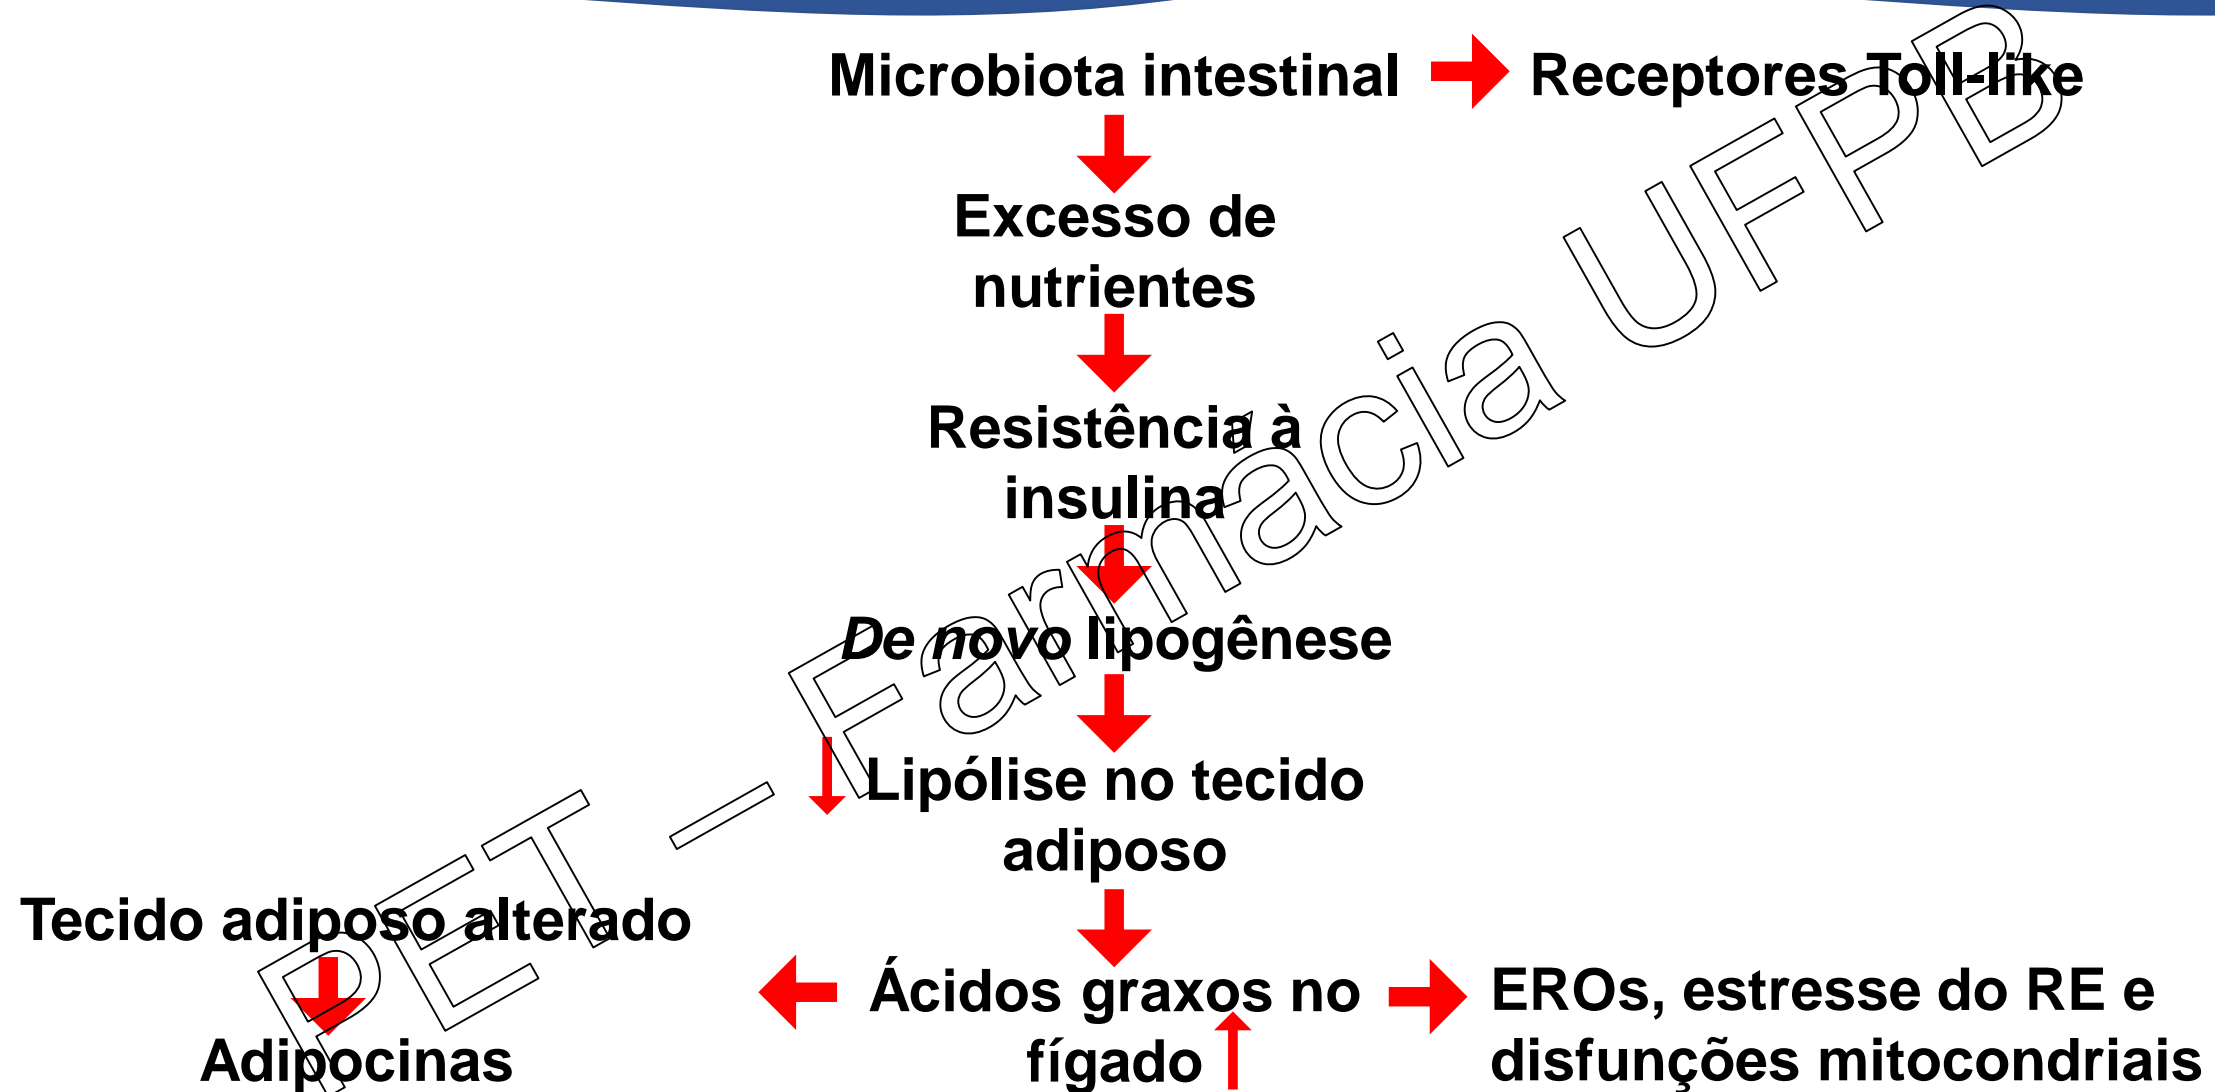 Microbiota intestinal
Receptores Toll-like
Excesso de
nutrientes
Resistência à
insulina
De novo lipogênese
Lipólise no tecido
adiposo
Tecido adiposo alterado
Adipocinas
Ácidos graxos no
fígado
EROs, estresse do RE e
disfunções mitocondriais
PET – Farmácia UFPB